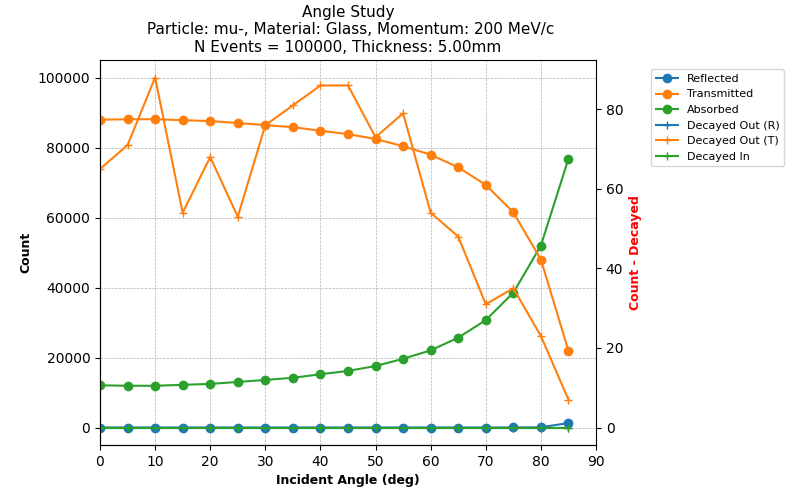 Angle Study
Particle: mu-, Material: Glass, Momentum: 200 MeV/c
N Events = 100000, Thickness: 5.00mm
100000
80000
60000
40000
20000
0
Count
0 10 20 30 40 50 60 70 80 90
Incident Angle (deg)
80
60
40
20
0
Count - Decayed
Reflected
Transmitted
Absorbed
Decayed Out (R)
Decayed Out (T)
Decayed In